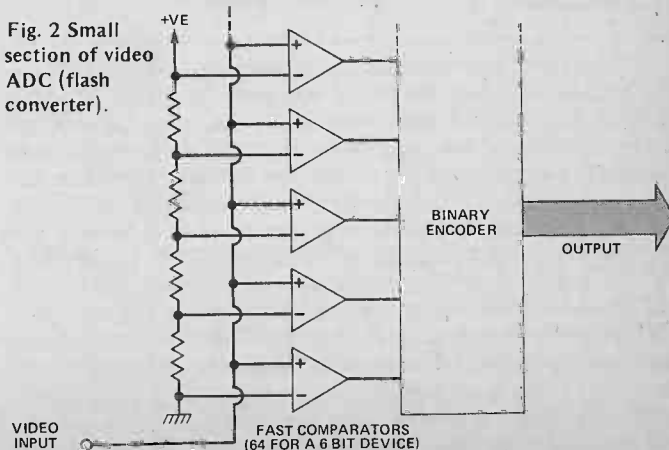 Fig. 2 Small
section of video
ADC (flash
converter).
+VE
+
−
+
−
+
−
+
−
+
−
BINARY
ENCODER
OUTPUT
VIDEO
INPUT
FAST COMPARATORS
(64 FOR A 6 BIT DEVICE)